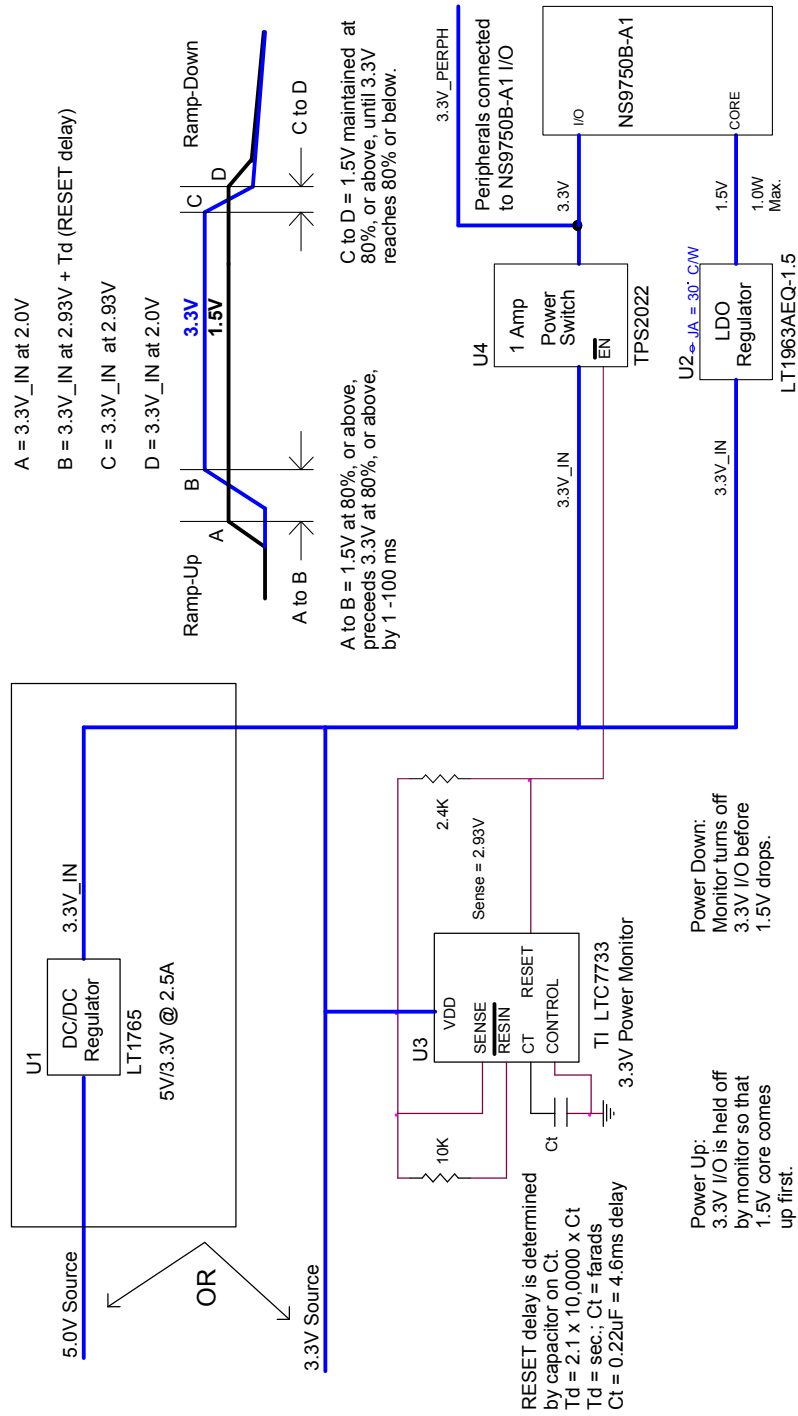 5.0V Source
OR
3.3V Source
U1
DC/DC
Regulator
LT1765
5V/3.3V @ 2.5A
3.3V_IN
A = 3.3V_IN at 2.0V
B = 3.3V_IN at 2.93V + Td (RESET delay)
C = 3.3V_IN at 2.93V
D = 3.3V_IN at 2.0V
Ramp-Up
A
B
3.3V
1.5V
C
D
Ramp-Down
A to B
C to D
A to B = 1.5V at 80%, or above,
preceeds 3.3V at 80%, or above,
by 1 -100 ms
C to D = 1.5V maintained at
80%, or above, until 3.3V
reaches 80% or below.
RESET delay is determined
by capacitor on Ct.
Td = 2.1 x 10,0000 x Ct
Td = sec.; Ct = farads
Ct = 0.22uF = 4.6ms delay
10K
Ct
U3
VDD
SENSE
RESIN
CT
CONTROL
RESET
TI LTC7733
3.3V Power Monitor
Sense = 2.93V
2.4K
3.3V_IN
U4
1 Amp
Power
Switch
EN
TPS2022
3.3V
3.3V_PERPH
Peripherals connected
to NS9750B-A1 I/O
3.3V_IN
U2
JA = 30° C/W
LDO
Regulator
LT1963AEQ-1.5
1.5V
1.0W
Max.
I/O
NS9750B-A1
CORE
Power Up:
3.3V I/O is held off
by monitor so that
1.5V core comes
up first.
Power Down:
Monitor turns off
3.3V I/O before
1.5V drops.